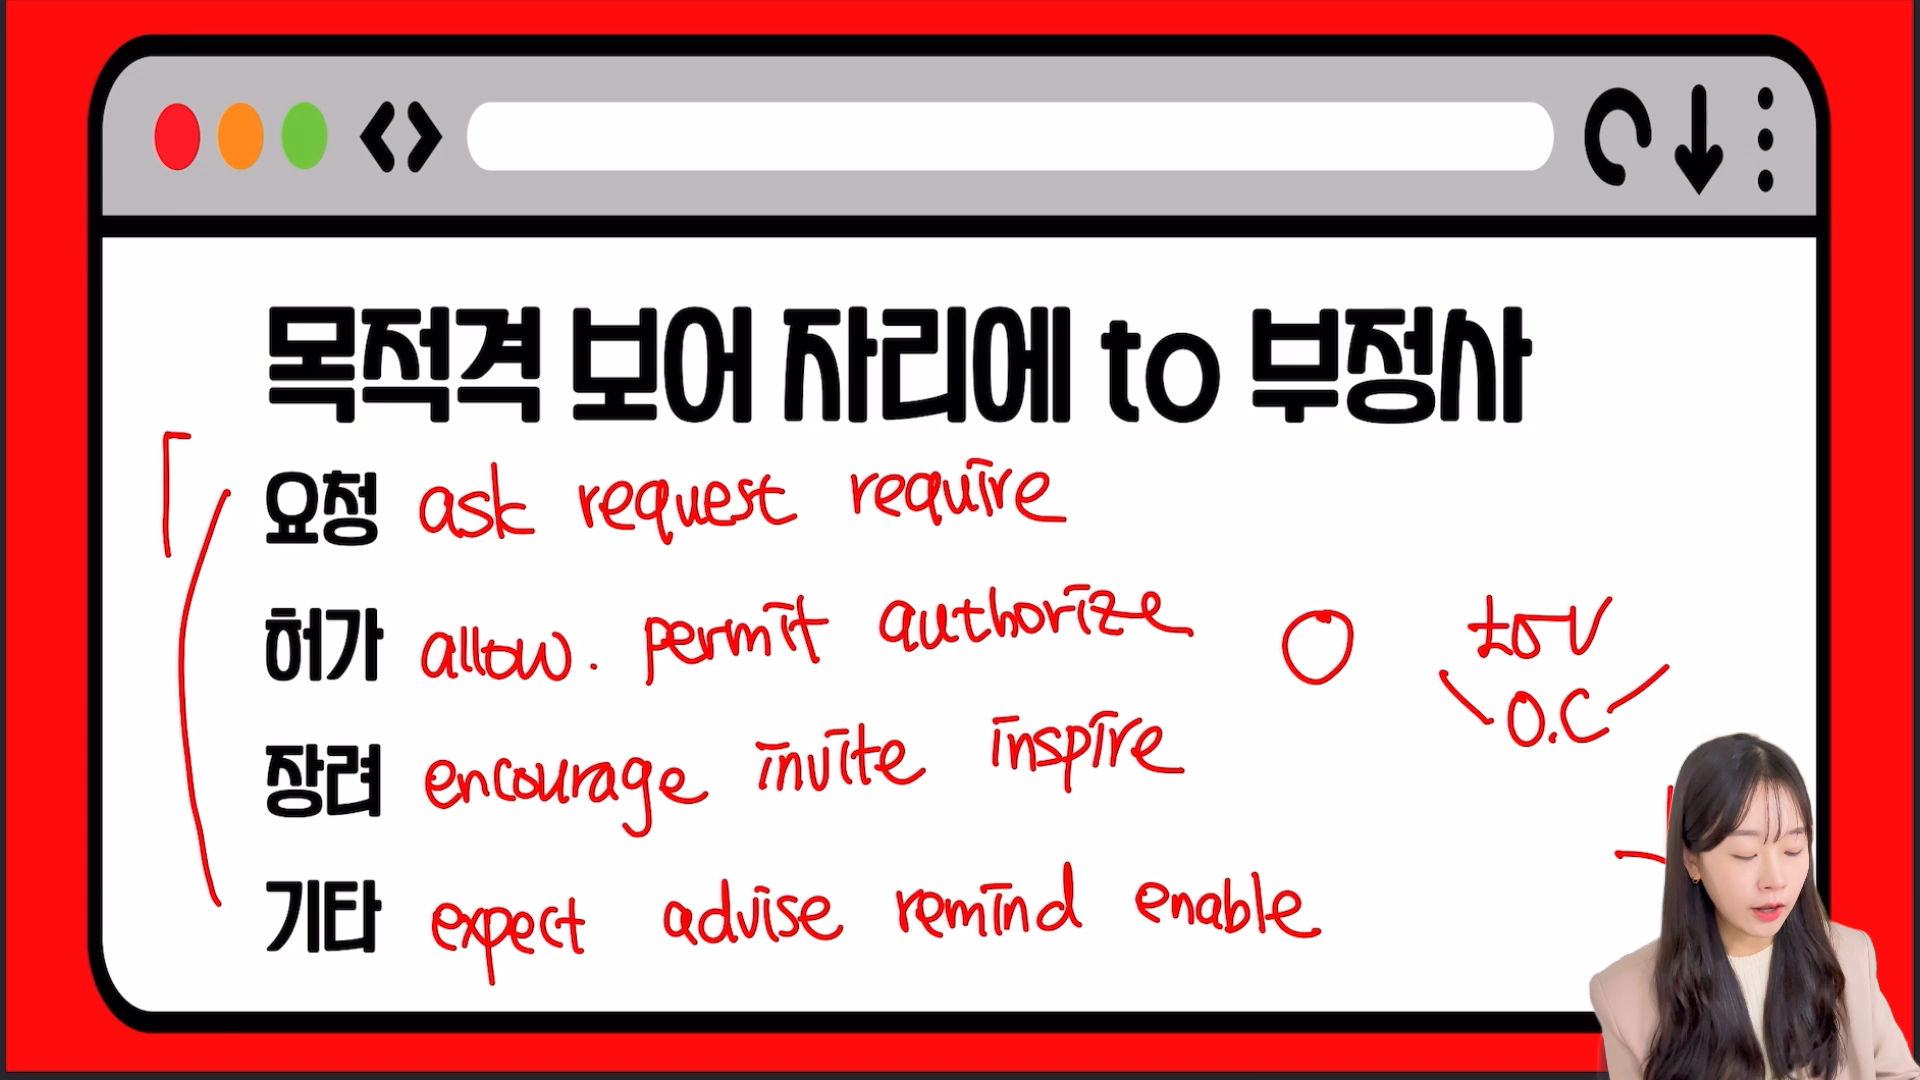 목적격 보어 자리에 to 부정사
요청 ask request require
허가 allow. permit authorize O to V
O.C
장려 encourage invite inspire
기타 expect advise remind enable